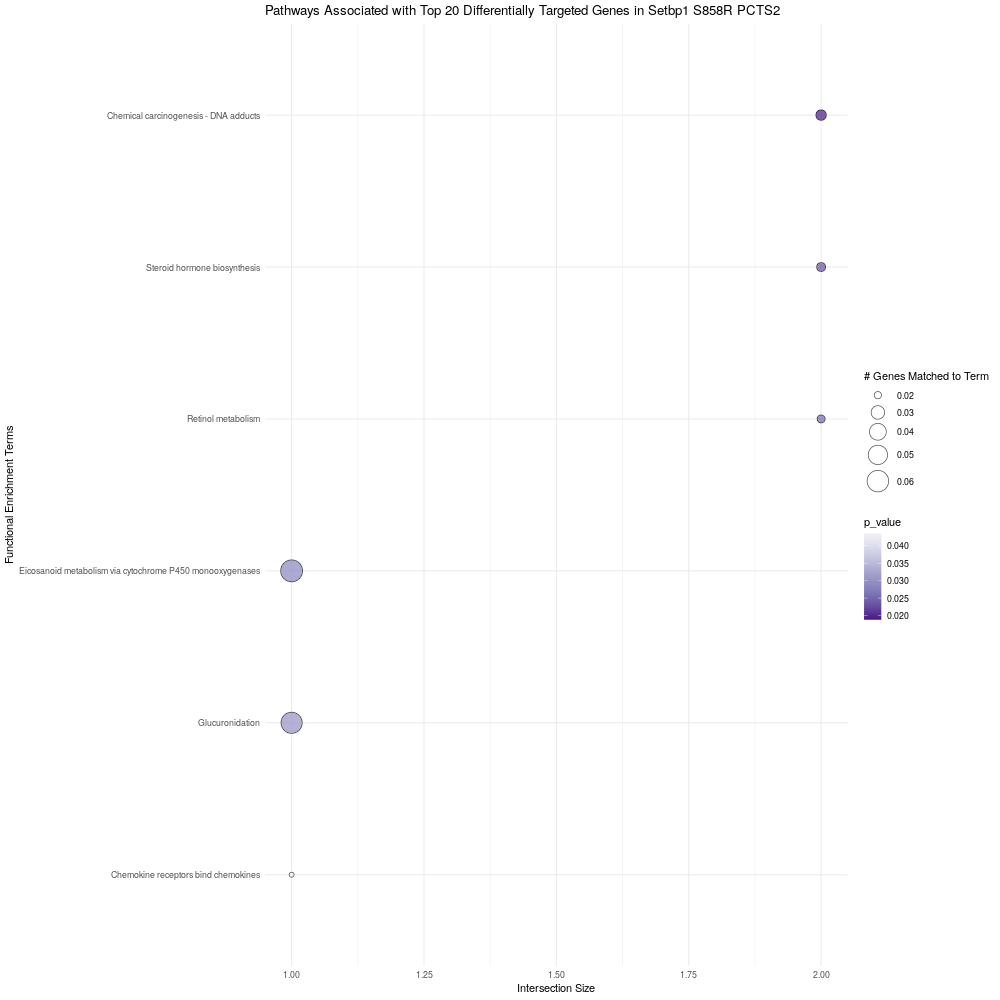 Pathways Associated with Top 20 Differentially Targeted Genes in Setbp1 S858R PCTS2
Functional Enrichment Terms
Chemical carcinogenesis - DNA adducts
Steroid hormone biosynthesis
Retinol metabolism
Eicosanoid metabolism via cytochrome P450 monooxygenases
Glucuronidation
Chemokine receptors bind chemokines
1.00 1.25 1.50 1.75 2.00
Intersection Size
# Genes Matched to Term
0.02
0.03
0.04
0.05
0.06
p_value
0.040
0.035
0.030
0.025
0.020